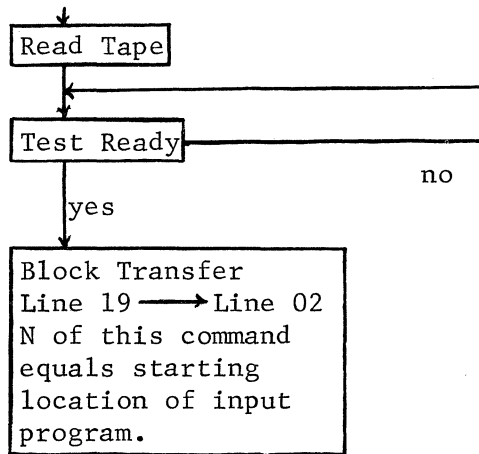 Read Tape
Test Ready
no
yes
Block Transfer
Line 19 → Line 02
N of this command
equals starting
location of input
program.